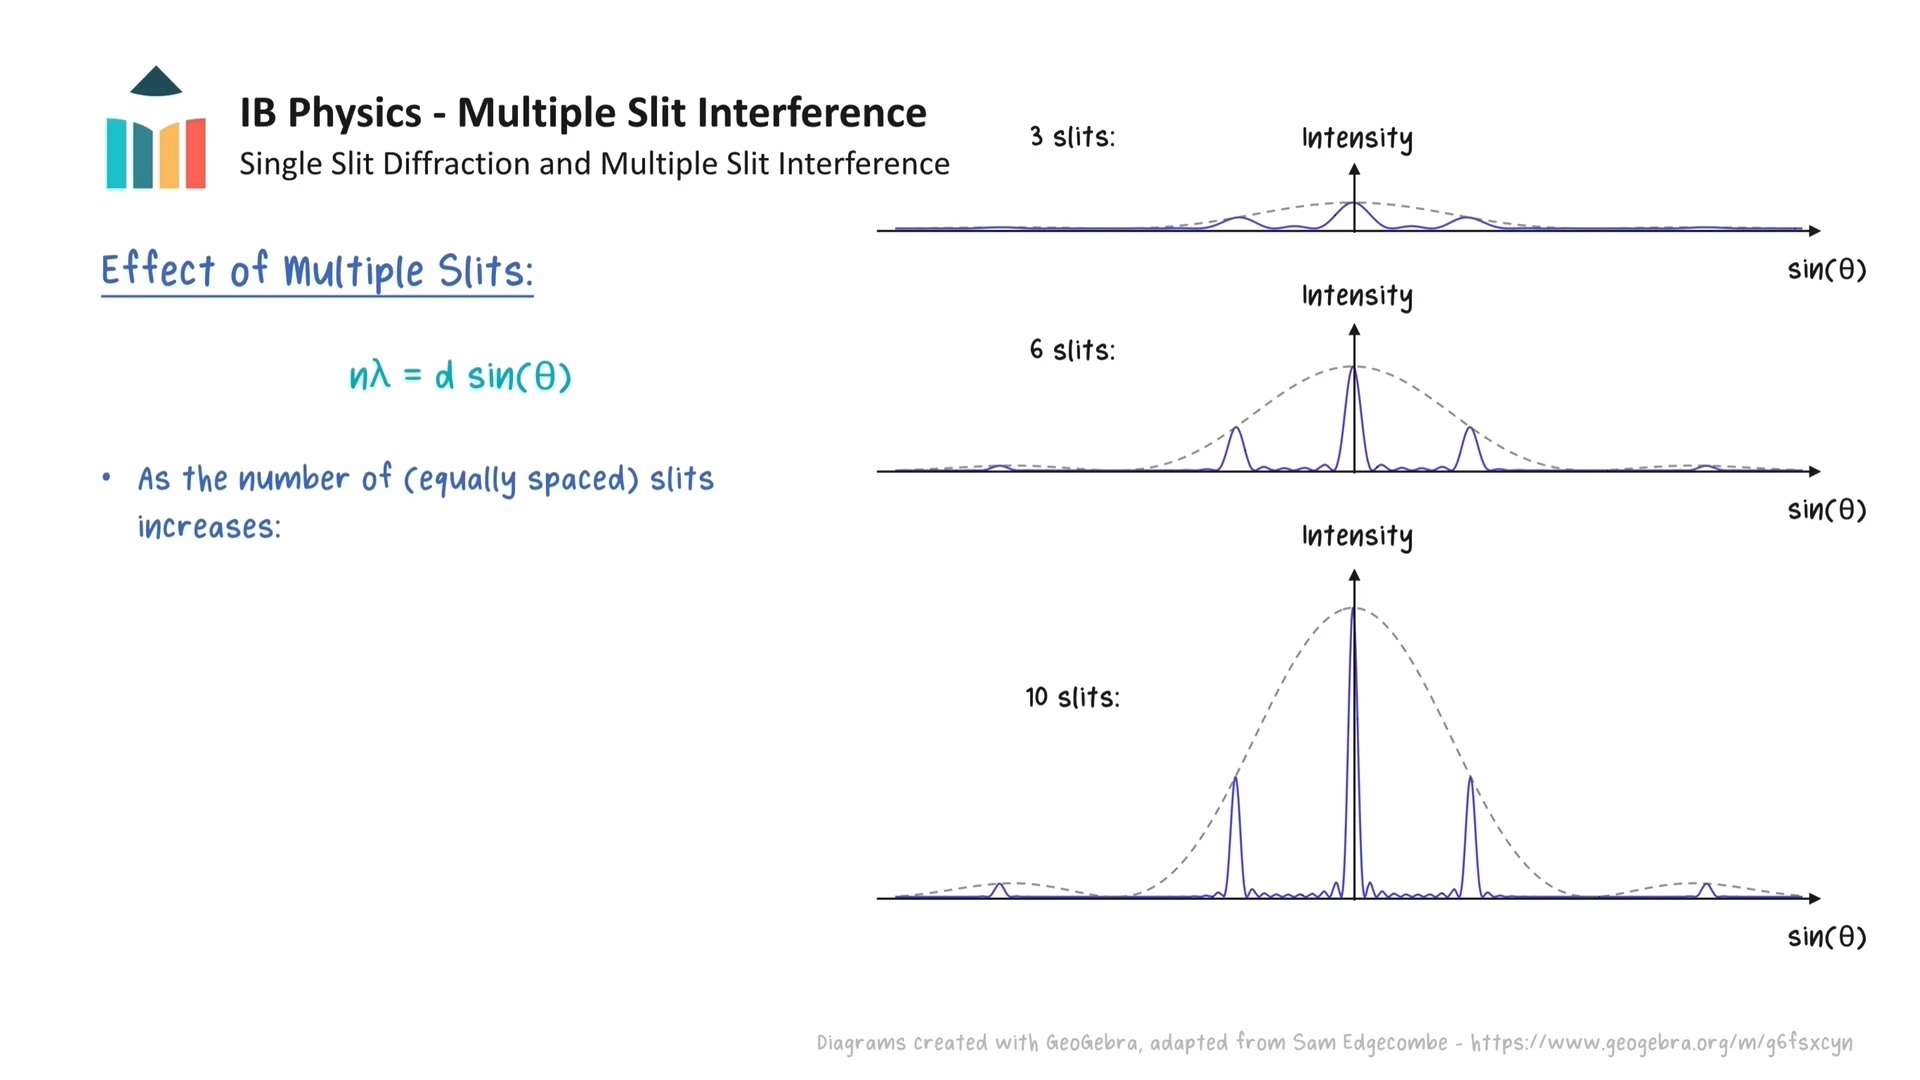 IB Physics - Multiple Slit Interference
Single Slit Diffraction and Multiple Slit Interference
Effect of Multiple Slits:
nλ = d sin(θ)
• As the number of (equally spaced) slits
increases:
3 slits:
Intensity
sin(θ)
Intensity
6 slits:
sin(θ)
Intensity
10 slits:
sin(θ)
Diagrams created with GeoGebra, adapted from Sam Edgecombe - https://www.geogebra.org/m/g6fsxcyn